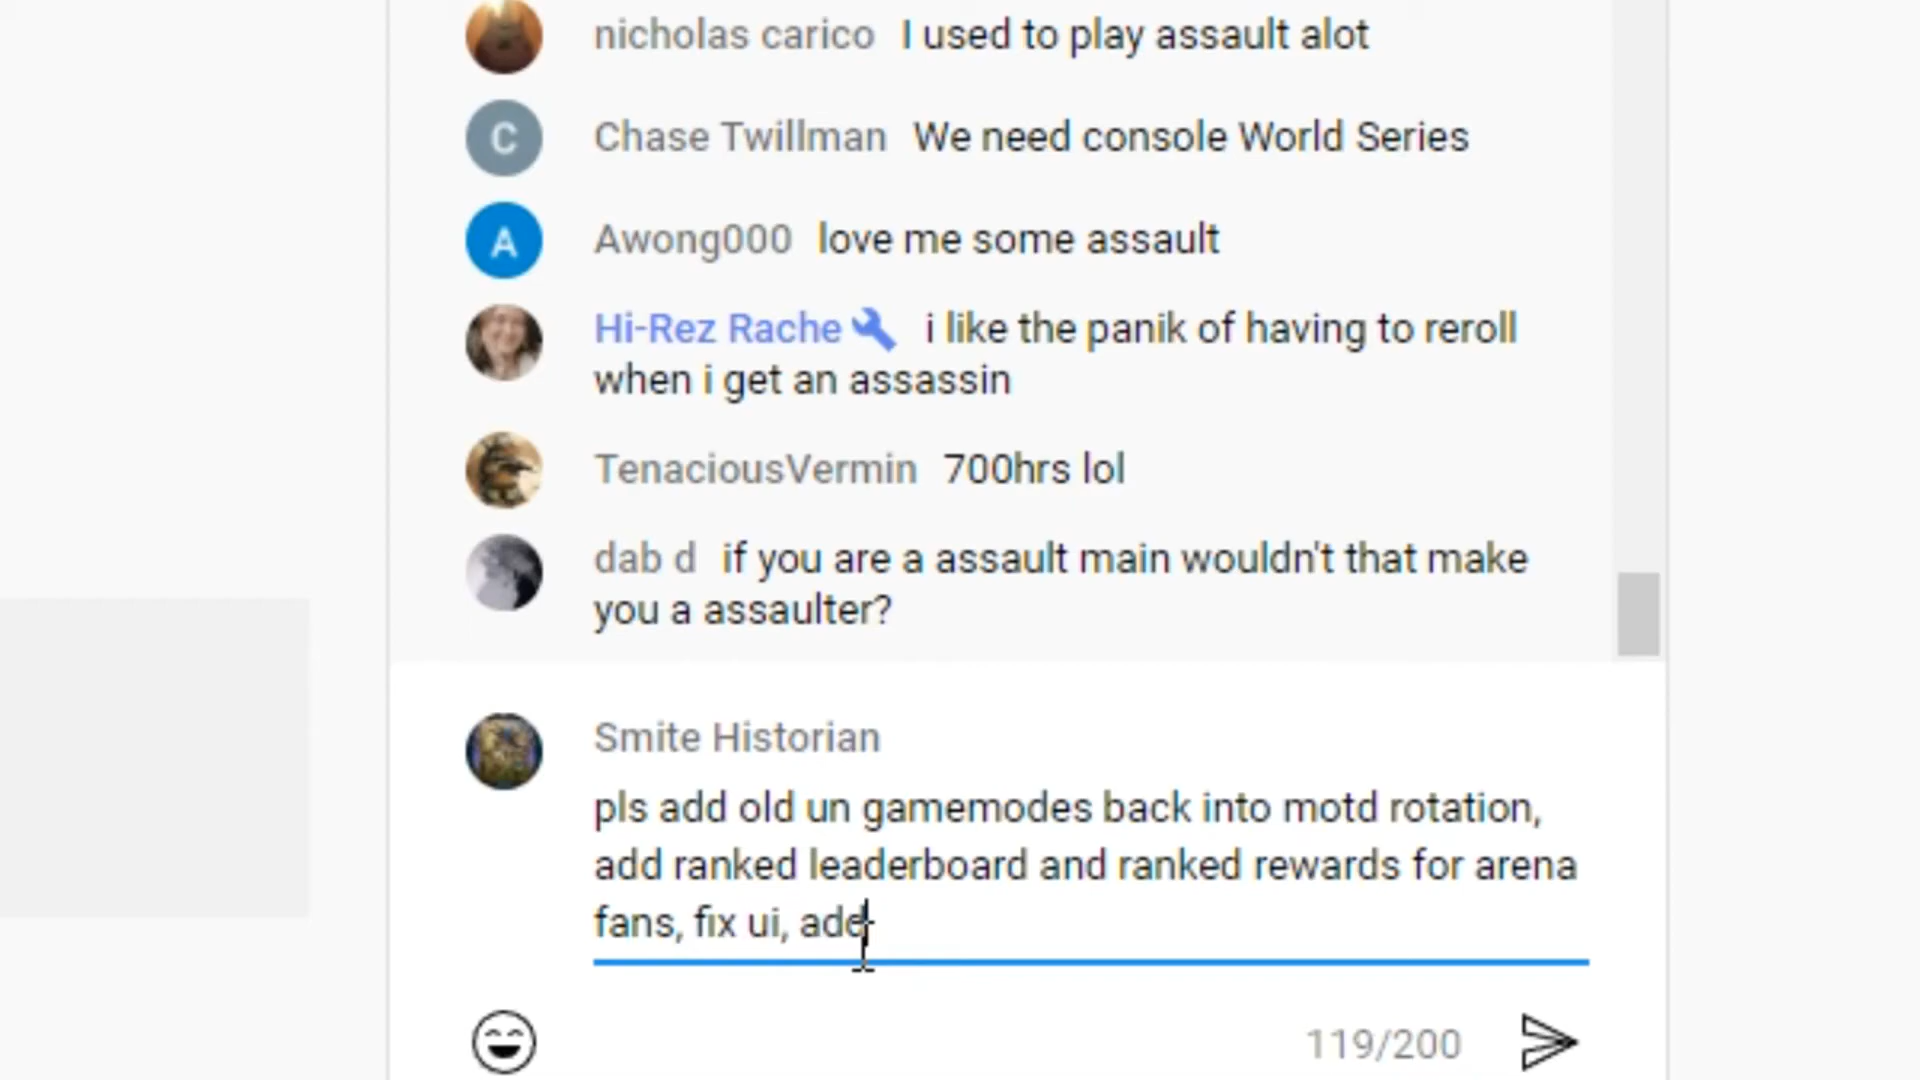 nicholas carico I used to play assault alot
C Chase Twillman We need console World Series
A Awong000 love me some assault
Hi-Rez Rache i like the panik of having to reroll
when i get an assassin
TenaciousVermin 700hrs lol
dab d if you are a assault main wouldn't that make
you a assaulter?
Smite Historian
pls add old un gamemodes back into motd rotation,
add ranked leaderboard and ranked rewards for arena
fans, fix ui, add
119/200